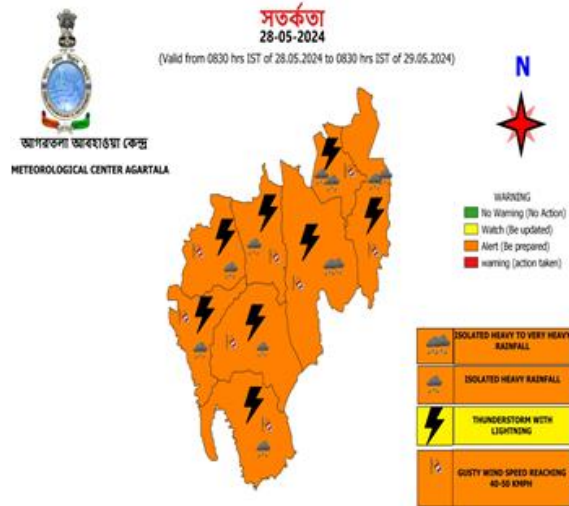 সতর্কতা
28-05-2024
(Valid from 0830 hrs IST of 28.05.2024 to 0830 hrs IST of 29.05.2024)
N
আগরতলা আবহাওয়া কেন্দ্র
METEOROLOGICAL CENTER AGARTALA
WARNING
No Warning (No Action)
Watch (Be updated)
Alert (Be prepared)
warning (action taken)
ISOLATED HEAVY TO VERY HEAVY
RAINFALL
ISOLATED HEAVY RAINFALL
THUNDERSTORM WITH
LIGHTNING
GUSTY WIND SPEED REACHING
40-50 KMPH